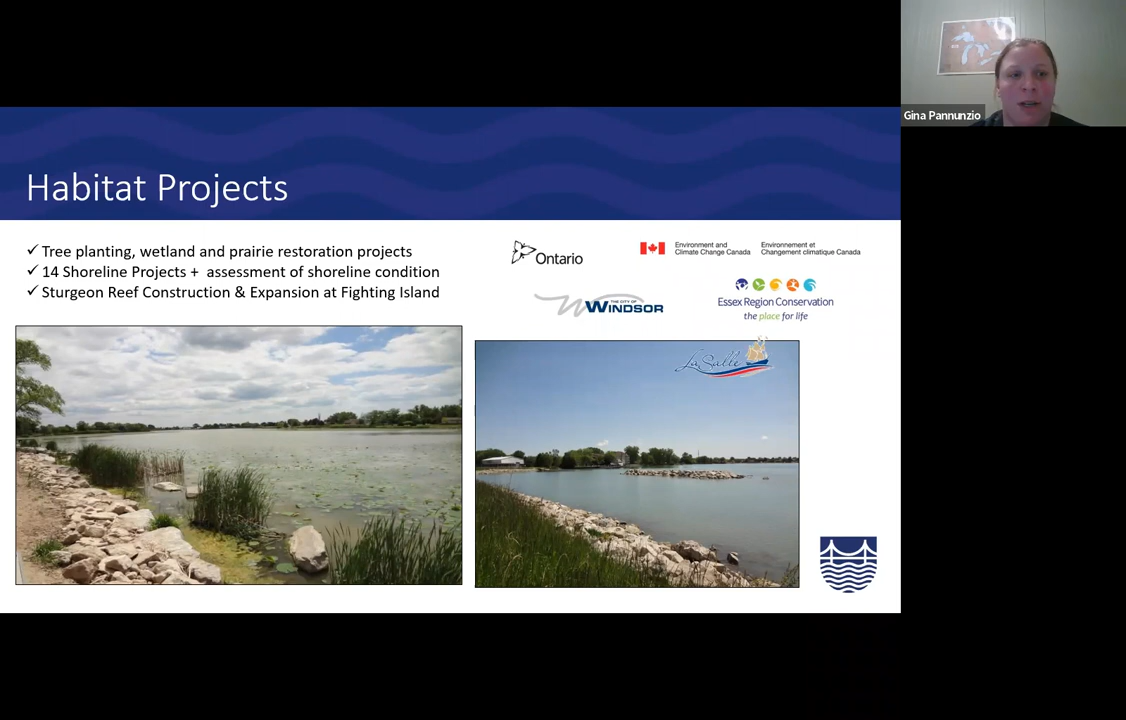 Gina Pannunzio
Habitat Projects
✓ Tree planting, wetland and prairie restoration projects
✓ 14 Shoreline Projects + assessment of shoreline condition
✓ Sturgeon Reef Construction & Expansion at Fighting Island
Ontario
Environment and
Climate Change Canada
Environnement et
Changement climatique Canada
THE CITY OF
WINDSOR
Essex Region Conservation
the place for life
LaSalle